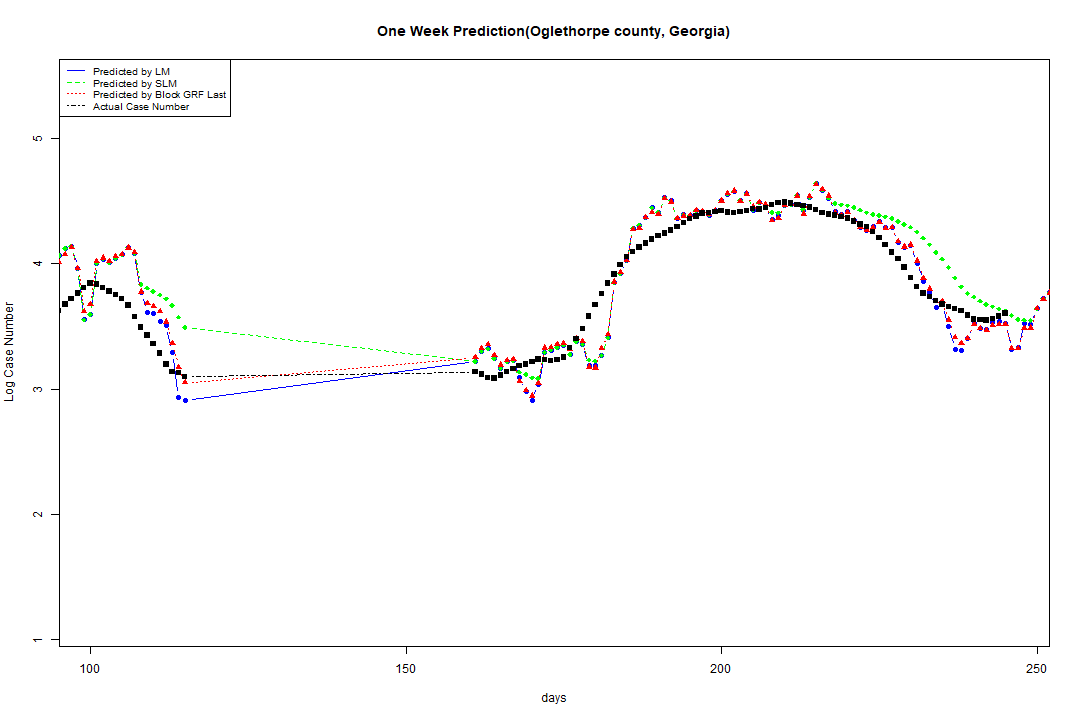 One Week Prediction(Oglethorpe county, Georgia)
Predicted by LM
Predicted by SLM
Predicted by Block GRF Last
Actual Case Number
5
4
3
2
1
Log Case Number
100 150 200 250
days